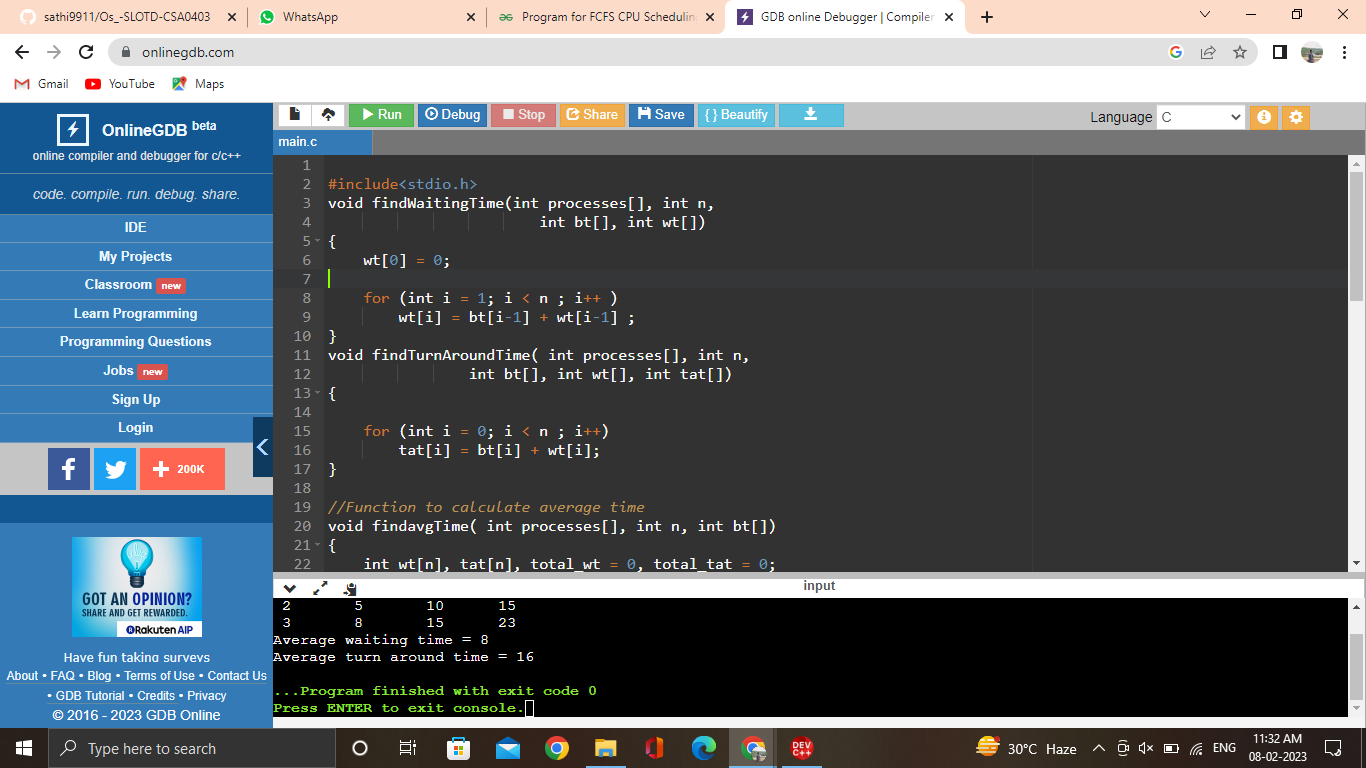 sathi9911/Os_-SLOTD-CSA0403
WhatsApp
Program for FCFS CPU Schedulin
GDB online Debugger | Compiler
onlinegdb.com
Gmail YouTube Maps
OnlineGDB beta
online compiler and debugger for c/c++
code. compile. run. debug. share.
IDE
My Projects
Classroom new
Learn Programming
Programming Questions
Jobs new
Sign Up
Login
200K
GOT AN OPINION?
SHARE AND GET REWARDED.
Rakuten AIP
Have fun taking surveys
About • FAQ • Blog • Terms of Use • Contact Us
• GDB Tutorial • Credits • Privacy
© 2016 - 2023 GDB Online
Run Debug Stop Share Save { } Beautify
Language C
main.c
1
2 #include<stdio.h>
3 void findWaitingTime(int processes[], int n,
4 int bt[], int wt[])
5 {
6 wt[0] = 0;
7
8 for (int i = 1; i < n ; i++ )
9 wt[i] = bt[i-1] + wt[i-1] ;
10 }
11 void findTurnAroundTime( int processes[], int n,
12 int bt[], int wt[], int tat[])
13 {
14
15 for (int i = 0; i < n ; i++)
16 tat[i] = bt[i] + wt[i];
17 }
18
19 //Function to calculate average time
20 void findavgTime( int processes[], int n, int bt[])
21 {
22 int wt[n], tat[n], total_wt = 0, total_tat = 0;
input
2 5 10 15
3 8 15 23
Average waiting time = 8
Average turn around time = 16
...Program finished with exit code 0
Press ENTER to exit console.
Type here to search
DEV C++
30°C Haze
ENG
11:32 AM
08-02-2023